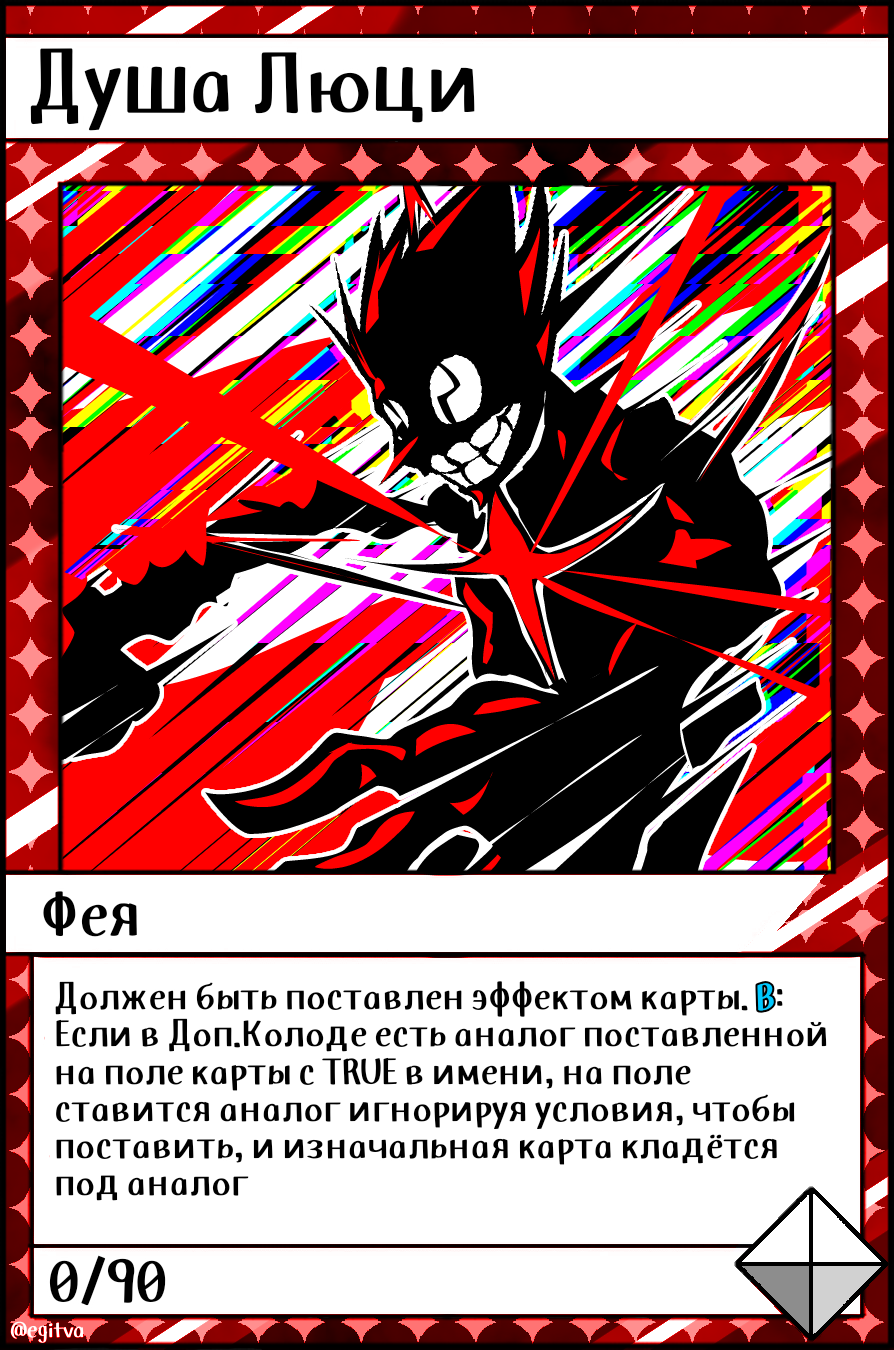 Душа Люци
Фея
Должен быть поставлен эффектом карты. В:
Если в Доп.Колоде есть аналог поставленной
на поле карты с TRUE в имени, на поле
ставится аналог игнорируя условия, чтобы
поставить, и изначальная карта кладётся
под аналог
0/90
@egitva